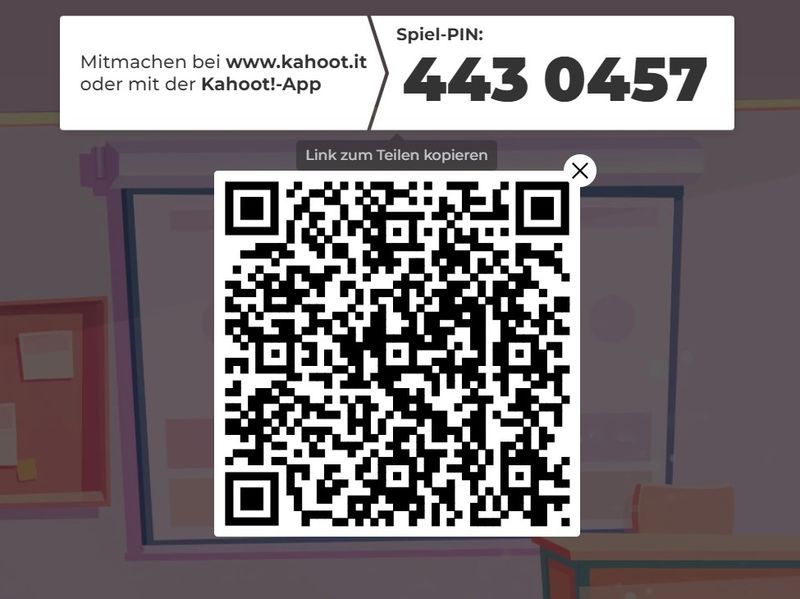 Mitmachen bei www.kahoot.it
oder mit der Kahoot!-App
Spiel-PIN:
443 0457
Link zum Teilen kopieren